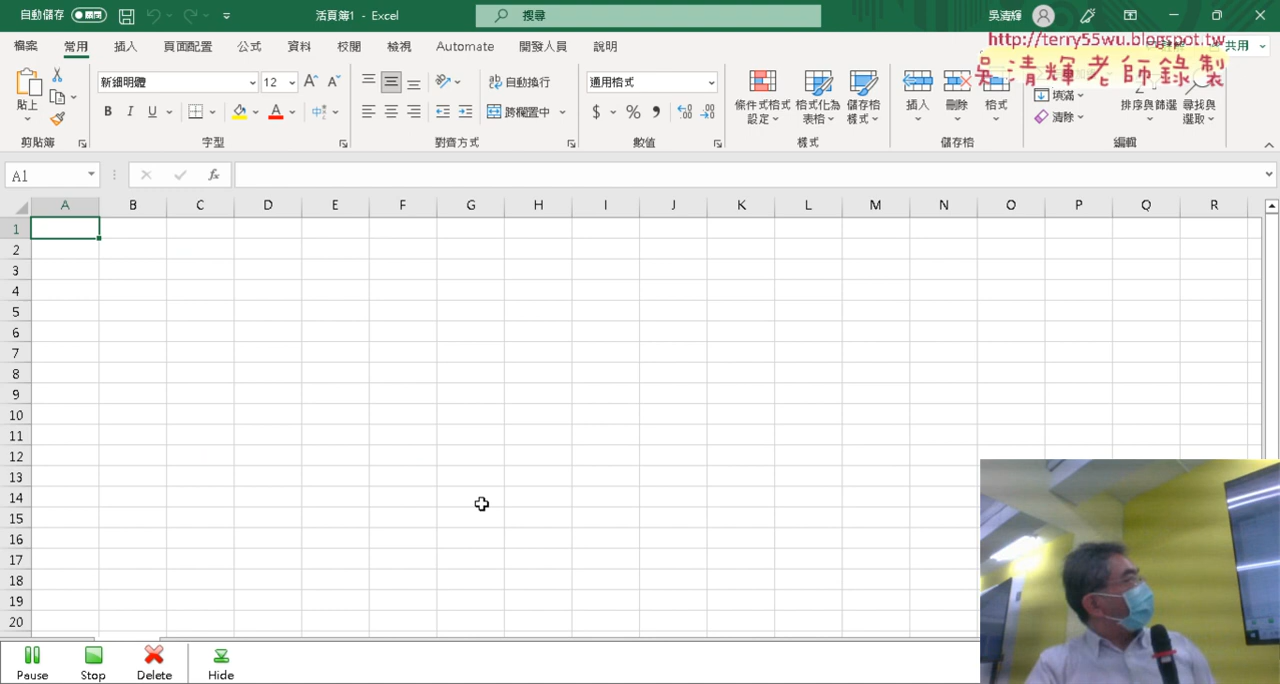 自動儲存 關閉 活頁簿1 - Excel 搜尋 吳清輝
檔案 常用 插入 頁面配置 公式 資料 校閱 檢視 Automate 開發人員 說明 共用
http://terry55wu.blogspot.tw
吳清輝老師錄製
新細明體 12 自動換行 通用格式
貼上 B I U 跨欄置中 $ % 條件式格式 設定 格式化為 表格 儲存格 樣式 插入 刪除 格式 填滿 清除 排序與篩選 尋找與 選取
剪貼簿 字型 對齊方式 數值 樣式 儲存格 編輯
A1 fx
A B C D E F G H I J K L M N O P Q R
1
2
3
4
5
6
7
8
9
10
11
12
13
14
15
16
17
18
19
20
Pause Stop Delete Hide